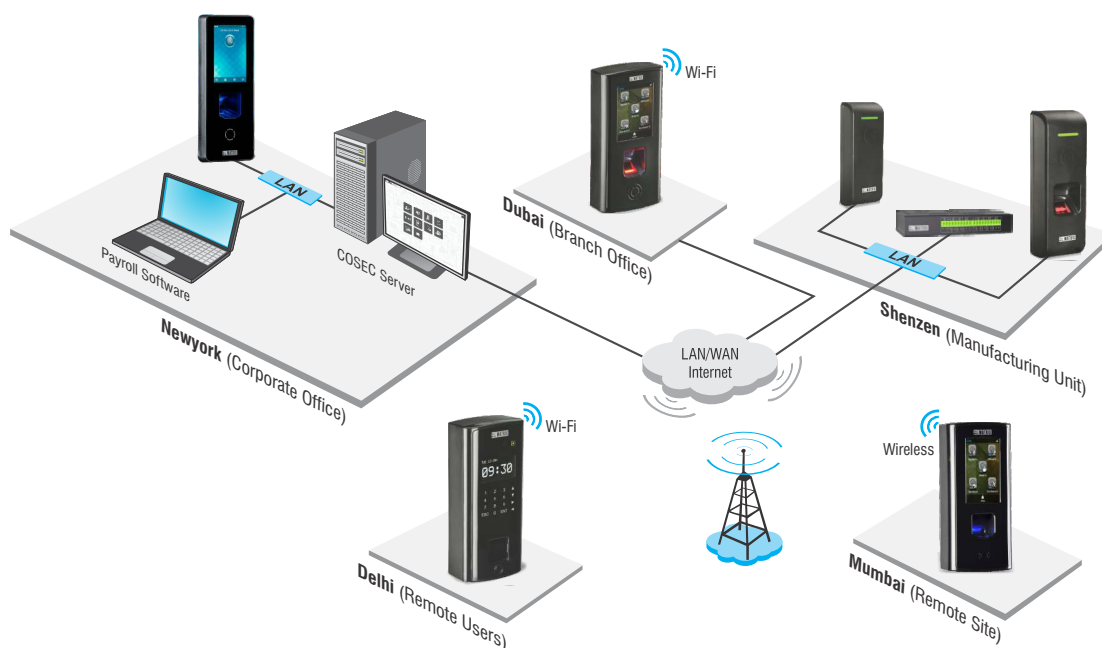 Wi-Fi
LAN
Payroll Software
COSEC Server
Newyork (Corporate Office)
Dubai (Branch Office)
LAN
Shenzen (Manufacturing Unit)
LAN/WAN
Internet
Wi-Fi
09:30
Delhi (Remote Users)
Wireless
Mumbai (Remote Site)